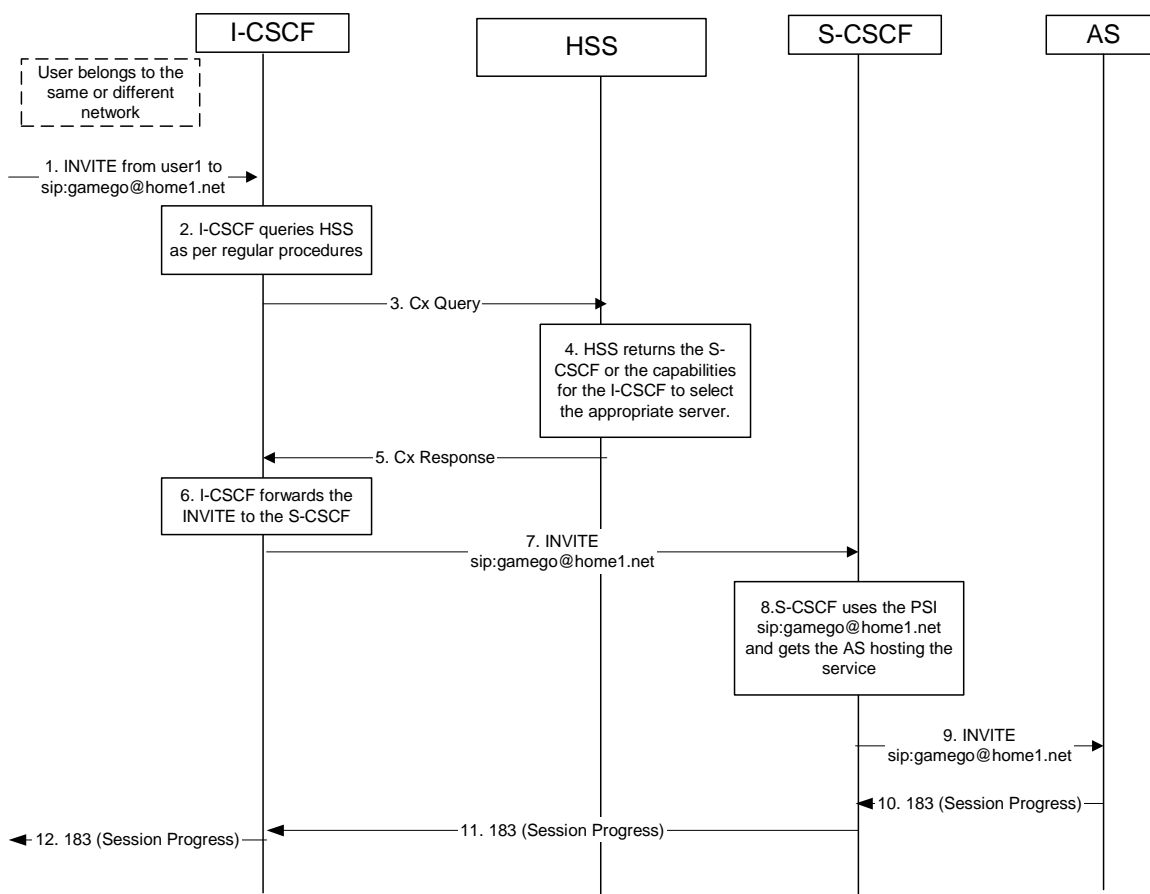 I-CSCF
HSS
S-CSCF
AS
User belongs to the
same or different
network
1. INVITE from user1 to
sip:gamego@home1.net
2. I-CSCF queries HSS
as per regular procedures
3. Cx Query
4. HSS returns the S-
CSCF or the capabilities
for the I-CSCF to select
the appropriate server.
5. Cx Response
6. I-CSCF forwards the
INVITE to the S-CSCF
7. INVITE
sip:gamego@home1.net
8.S-CSCF uses the PSI
sip:gamego@home1.net
and gets the AS hosting the
service
9. INVITE
sip:gamego@home1.net
10. 183 (Session Progress)
11. 183 (Session Progress)
12. 183 (Session Progress)